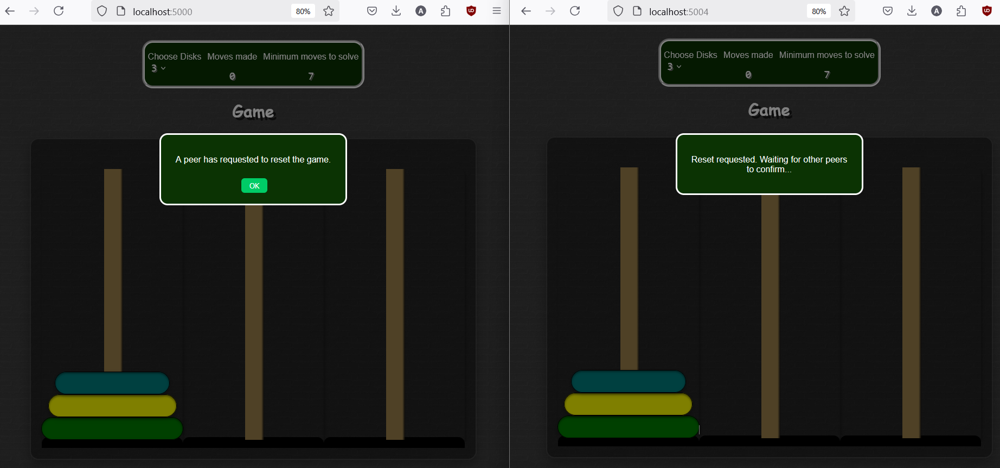 localhost:5000
80%
Choose Disks Moves made Minimum moves to solve
3
0
7
Game
A peer has requested to reset the game.
OK
localhost:5004
80%
Choose Disks Moves made Minimum moves to solve
3
0
7
Game
Reset requested. Waiting for other peers
to confirm...